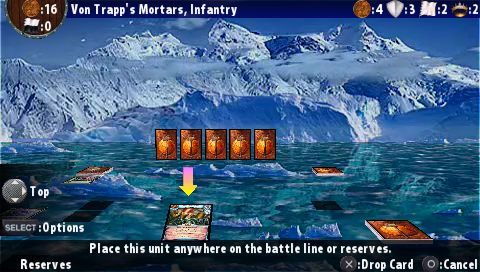 :16
:0
Von Trapp's Mortars, Infantry
:4 :3 :2 :2
Top
SELECT :Options
Place this unit anywhere on the battle line or reserves.
Reserves
X :Drop Card O :Cancel